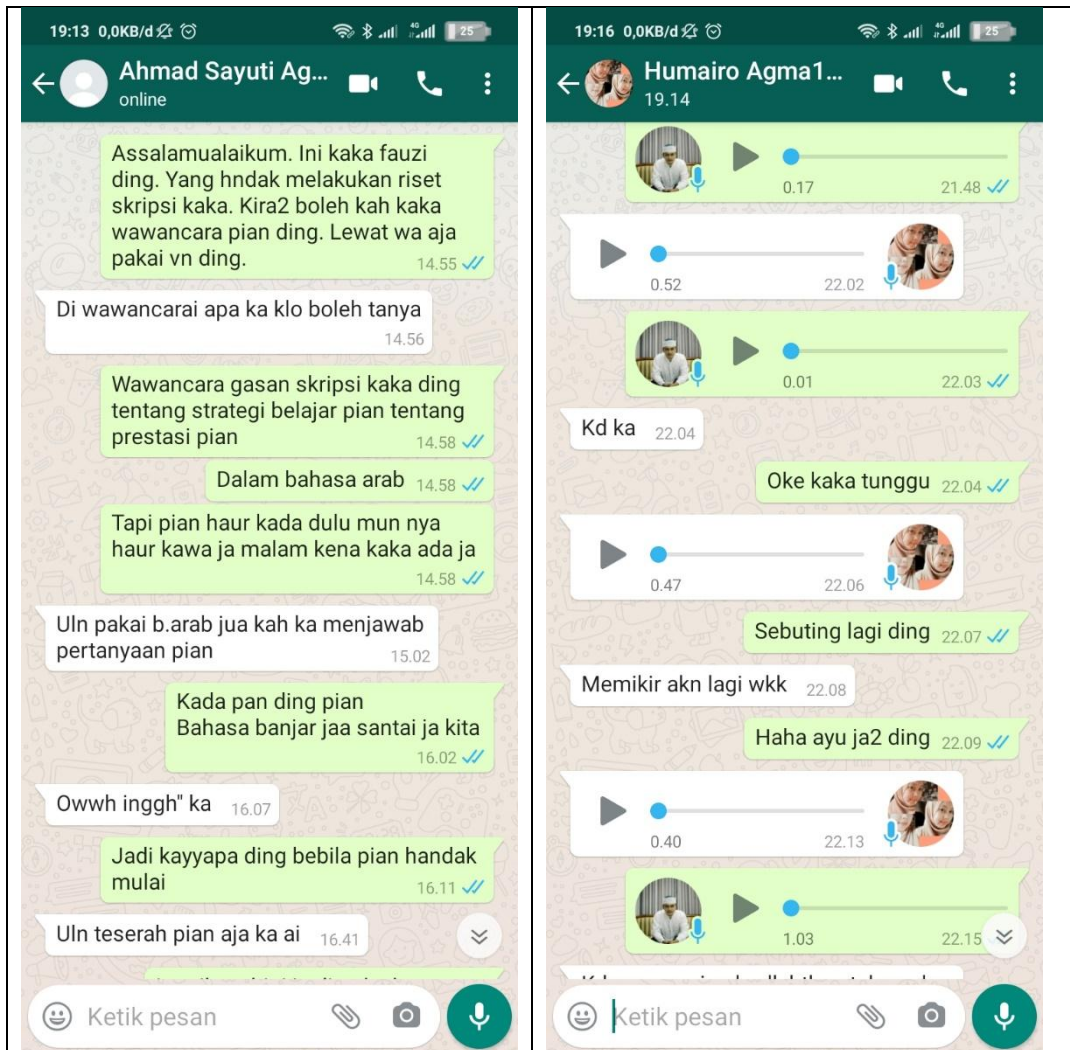 19:13 0,0KB/d
4G
25
Ahmad Sayuti Ag...
online
Assalamualaikum. Ini kaka fauzi
ding. Yang hndak melakukan riset
skripsi kaka. Kira2 boleh kah kaka
wawancara pian ding. Lewat wa aja
pakai vn ding.
14.55
Di wawancarai apa ka klo boleh tanya
14.56
Wawancara gasan skripsi kaka ding
tentang strategi belajar pian tentang
prestasi pian
14.58
Dalam bahasa arab 14.58
Tapi pian haur kada dulu mun nya
haur kawa ja malam kena kaka ada ja
14.58
Uln pakai b.arab jua kah ka menjawab
pertanyaan pian
15.02
Kada pan ding pian
Bahasa banjar jaa santai ja kita
16.02
Owwh inggh" ka 16.07
Jadi kayyapa ding bebila pian handak
mulai
16.11
Uln teserah pian aja ka ai 16.41
Ketik pesan
19:16 0,0KB/d
4G
25
Humairo Agma1...
19.14
0.17 21.48
0.52 22.02
0.01 22.03
Kd ka 22.04
Oke kaka tunggu 22.04
0.47 22.06
Sebuting lagi ding 22.07
Memikir akn lagi wkk 22.08
Haha ayu ja2 ding 22.09
0.40 22.13
1.03 22.15
Ketik pesan